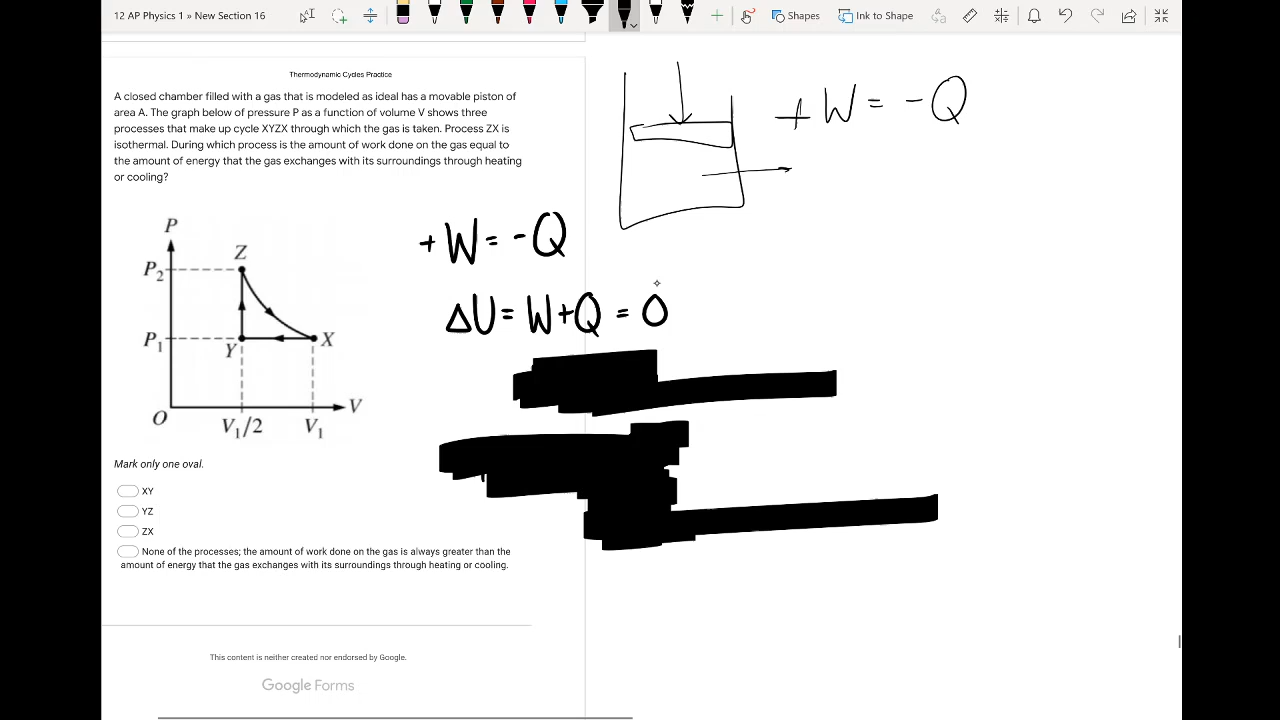 12 AP Physics 1 » New Section 16
Shapes
Ink to Shape
Thermodynamic Cycles Practice
A closed chamber filled with a gas that is modeled as ideal has a movable piston of
area A. The graph below of pressure P as a function of volume V shows three
processes that make up cycle XYZX through which the gas is taken. Process ZX is
isothermal. During which process is the amount of work done on the gas equal to
the amount of energy that the gas exchanges with its surroundings through heating
or cooling?
+W = -Q
+W = -Q
ΔU = W+Q = 0
P
Z
P₂
P₁
Y
X
O
V₁/2
V₁
V
Mark only one oval.
XY
YZ
ZX
None of the processes; the amount of work done on the gas is always greater than the
amount of energy that the gas exchanges with its surroundings through heating or cooling.
This content is neither created nor endorsed by Google.
Google Forms